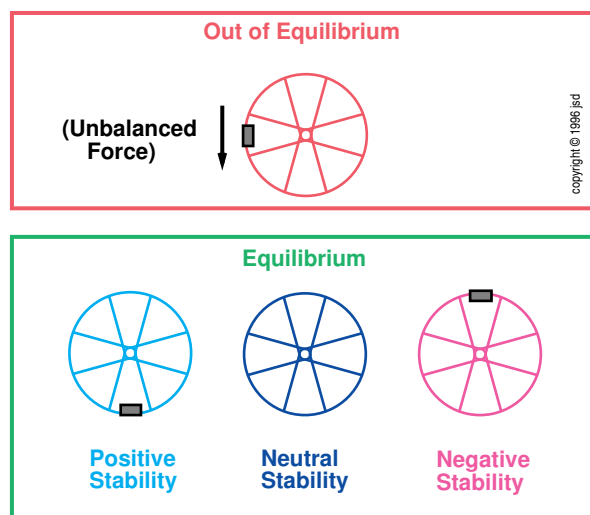 Out of Equilibrium
(Unbalanced
Force)
copyright © 1996 jsd
Equilibrium
Positive
Stability
Neutral
Stability
Negative
Stability